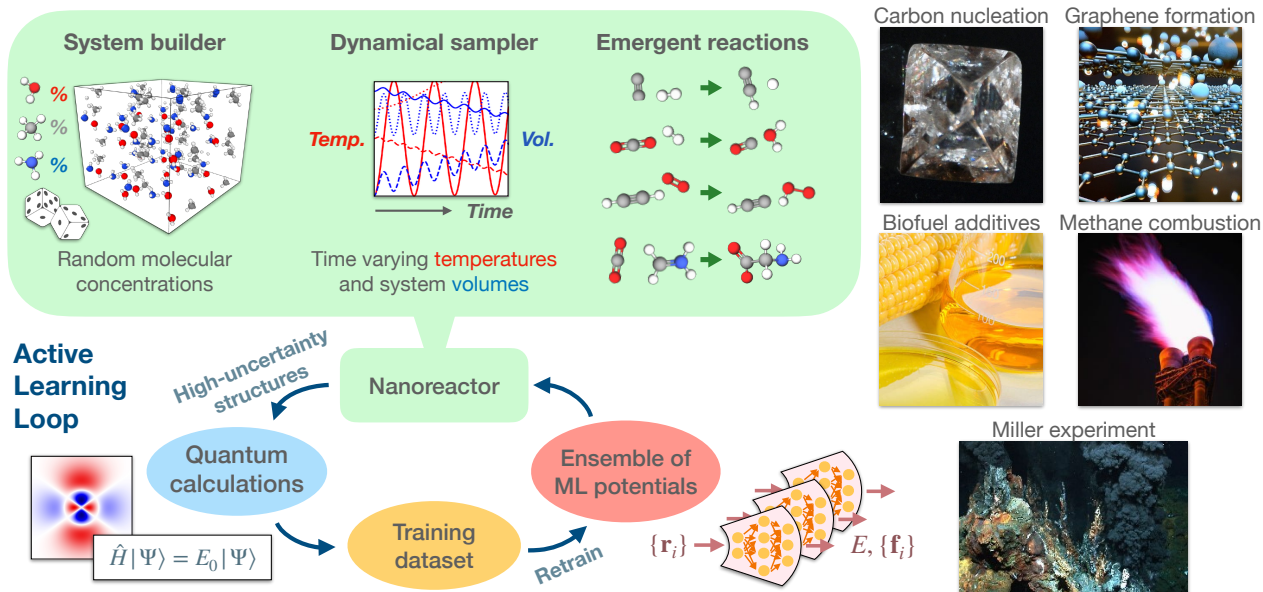 System builder
%
%
%
Random molecular
concentrations
Dynamical sampler
Temp.
Vol.
Time
Time varying temperatures
and system volumes
Emergent reactions
Carbon nucleation
Graphene formation
Biofuel additives
Methane combustion
Miller experiment
Active
Learning
Loop
High-uncertainty
structures
Nanoreactor
Quantum
calculations
Ĥ|Ψ⟩ = E₀|Ψ⟩
Training
dataset
Retrain
Ensemble of
ML potentials
{𝐫ᵢ}
E, {𝐟ᵢ}